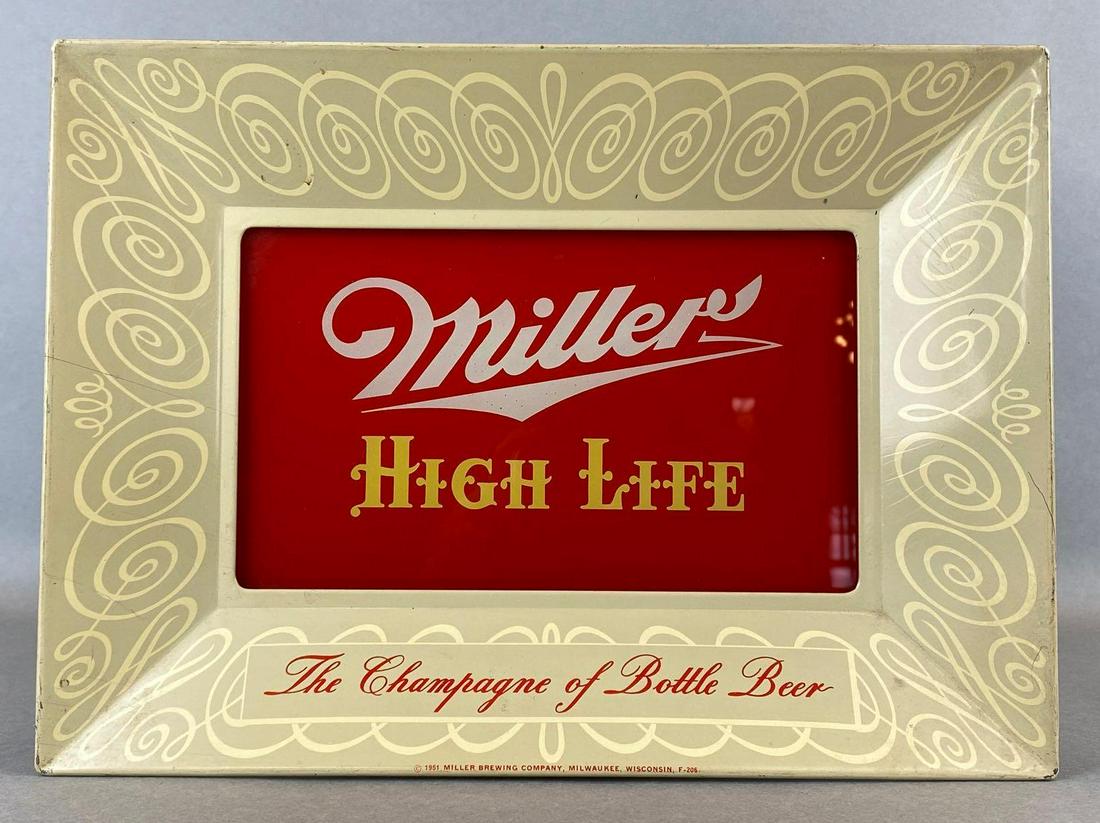 Miller
HIGH LIFE
The Champagne of Bottle Beer
© 1951 MILLER BREWING COMPANY, MILWAUKEE, WISCONSIN, F-206.